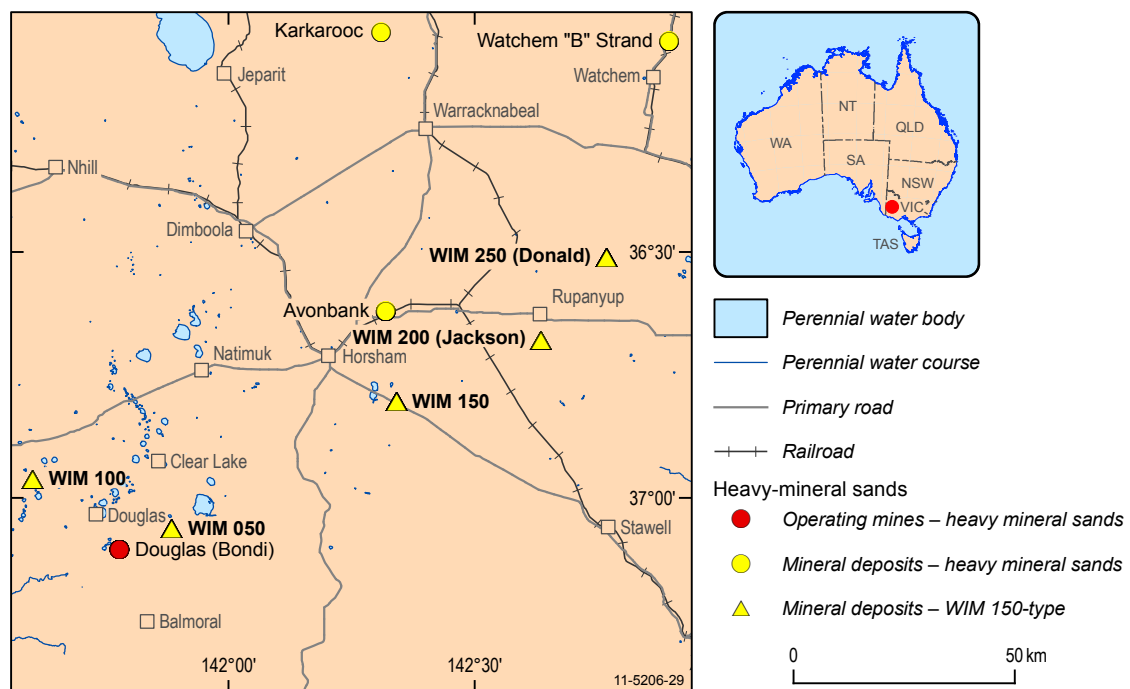 Karkarooc
Watchem "B" Strand
Jeparit
Watchem
Warracknabeal
Nhill
Dimboola
WIM 250 (Donald)
36°30'
Avonbank
Rupanyup
WIM 200 (Jackson)
Natimuk
Horsham
WIM 150
Clear Lake
WIM 100
37°00'
Douglas
WIM 050
Stawell
Douglas (Bondi)
Balmoral
142°00'
142°30'
11-5206-29
NT
QLD
WA
SA
NSW
VIC
TAS
Perennial water body
Perennial water course
Primary road
Railroad
Heavy-mineral sands
Operating mines – heavy mineral sands
Mineral deposits – heavy mineral sands
Mineral deposits – WIM 150-type
0
50 km